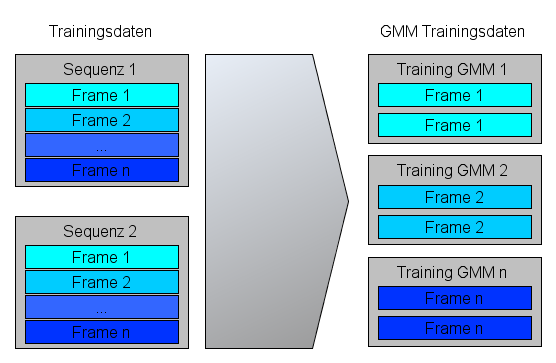 Trainingsdaten
Sequenz 1
Frame 1
Frame 2
...
Frame n
Sequenz 2
Frame 1
Frame 2
...
Frame n
GMM Trainingsdaten
Training GMM 1
Frame 1
Frame 1
Training GMM 2
Frame 2
Frame 2
Training GMM n
Frame n
Frame n